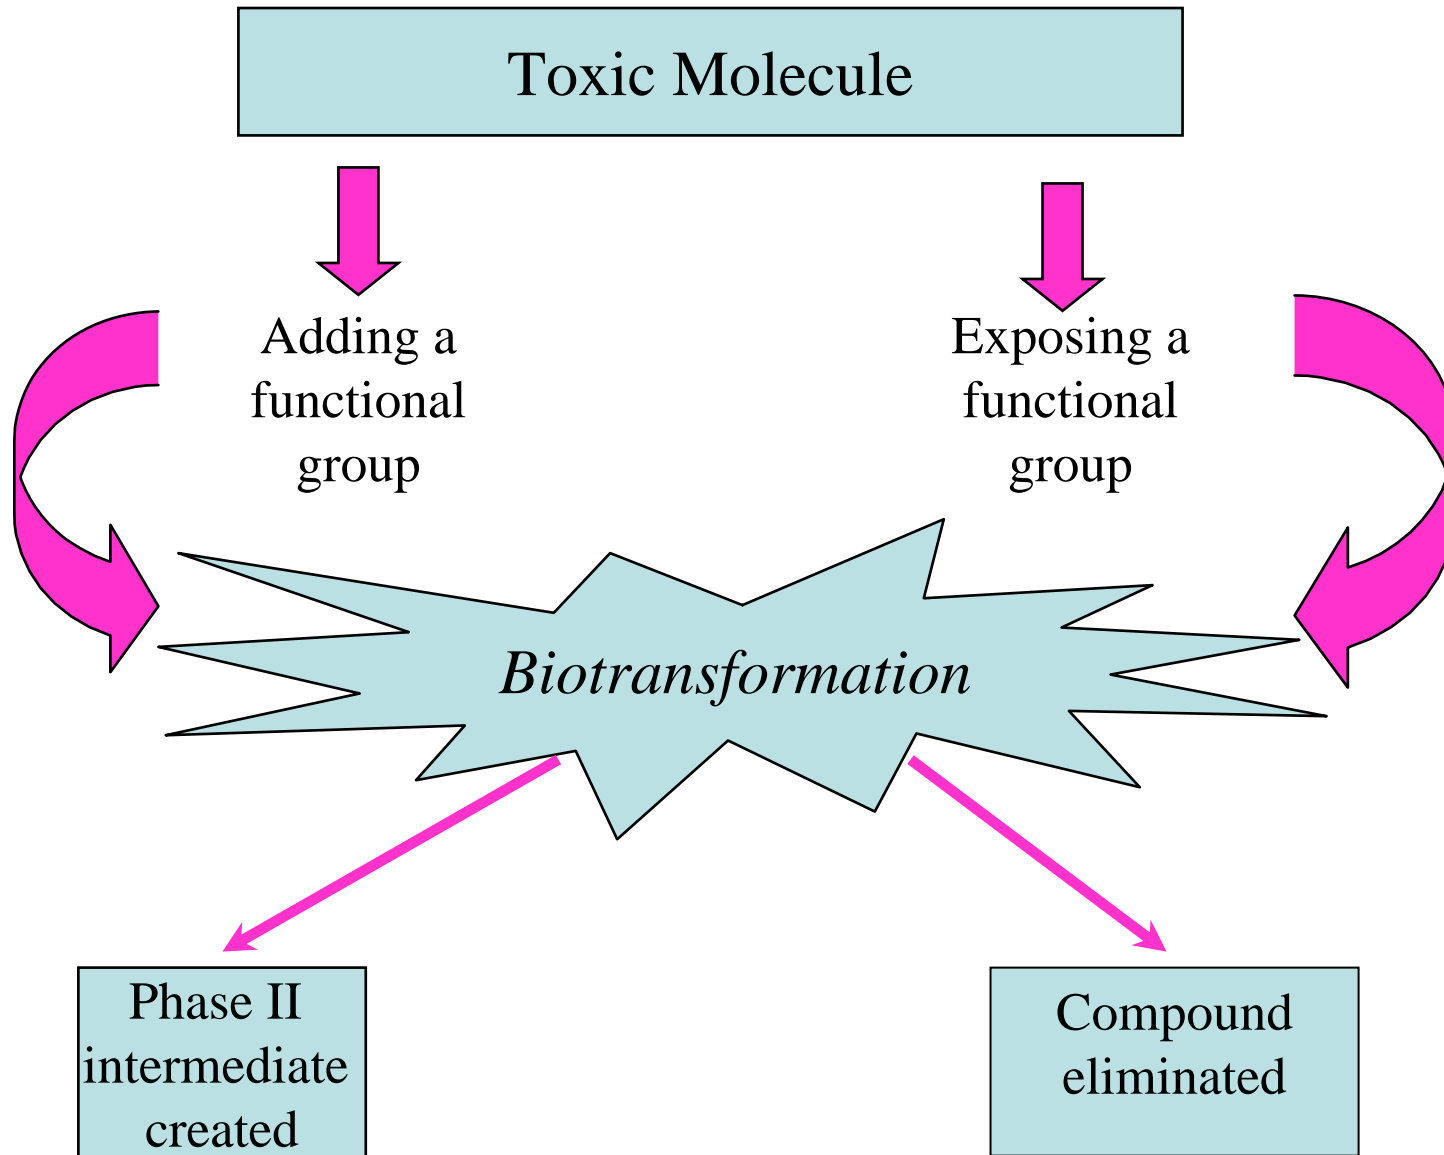 Toxic Molecule
Adding a
functional
group
Exposing a
functional
group
Biotransformation
Phase II
intermediate
created
Compound
eliminated